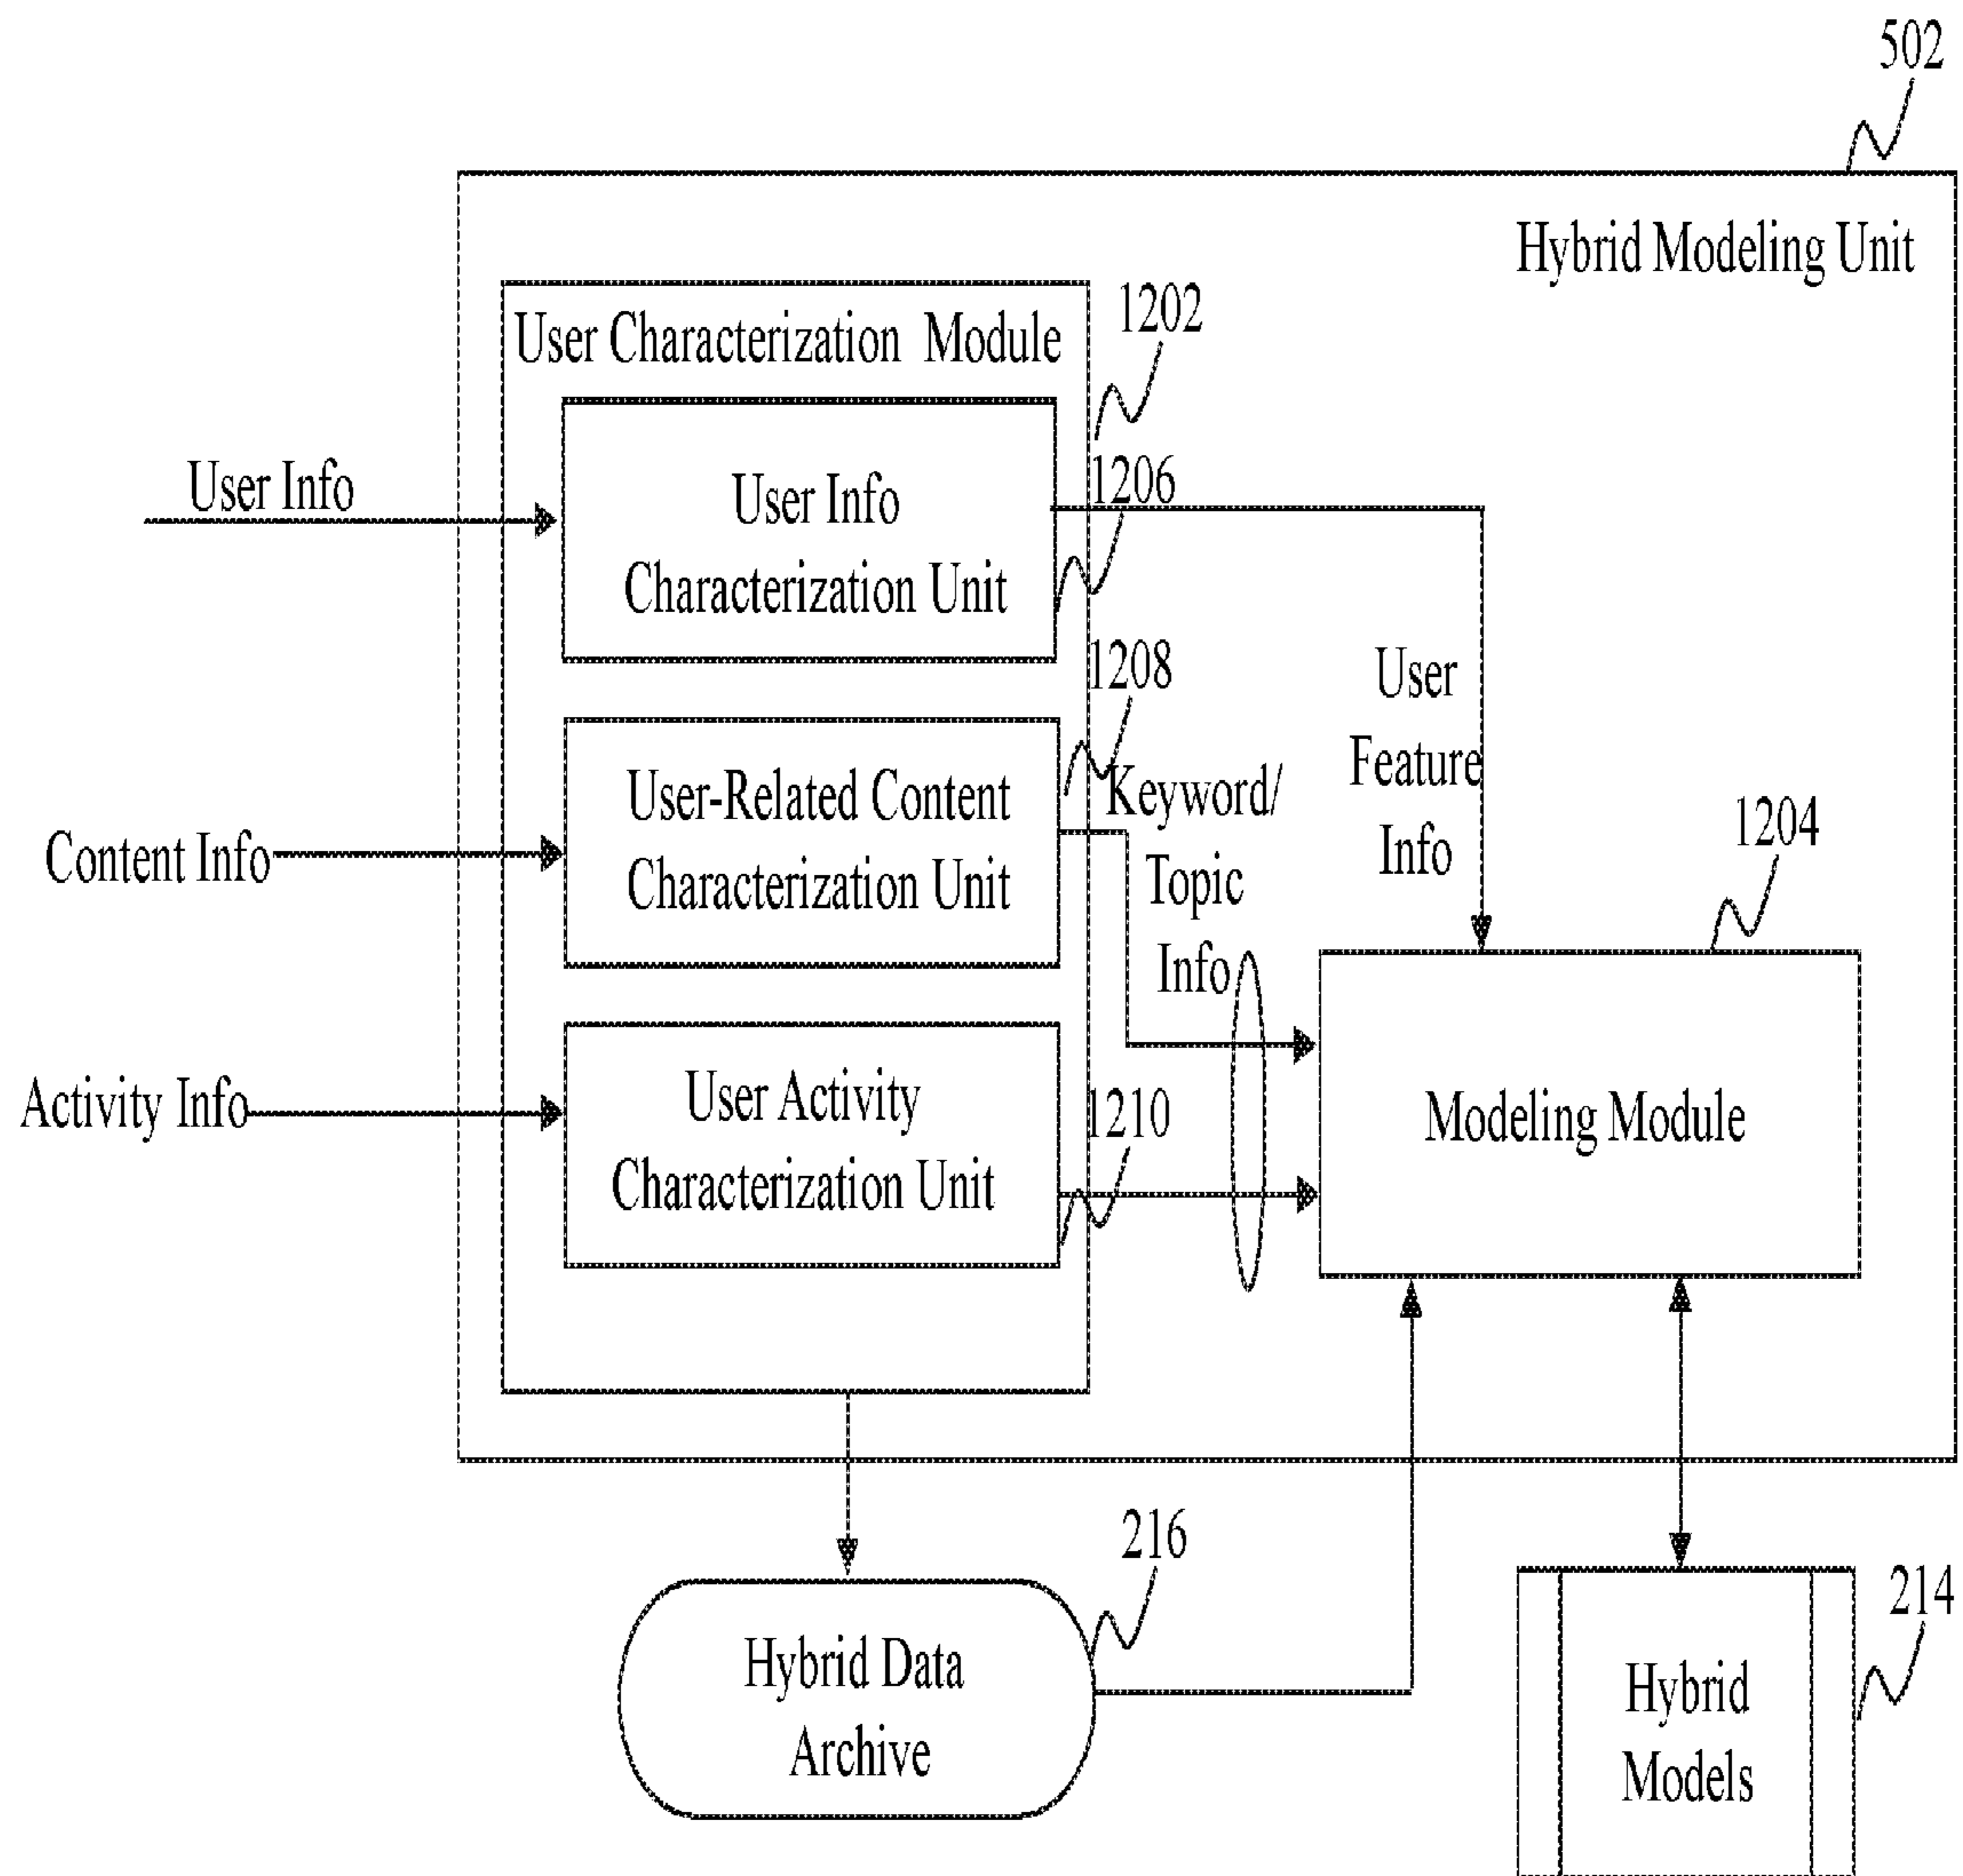 502
Hybrid Modeling Unit
1202
User Characterization Module
1206
User Info
User Info
Characterization Unit
1208
User
Feature
Info
Keyword/
Topic
Info
1204
Content Info
User-Related Content
Characterization Unit
Activity Info
User Activity
Characterization Unit
1210
Modeling Module
216
Hybrid Data
Archive
214
Hybrid
Models